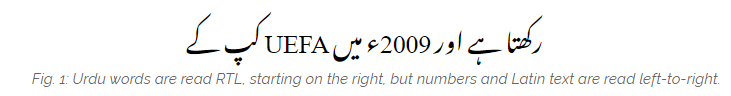 رکھتا ہے اور 2009ء میں UEFA کپ کے
Fig. 1: Urdu words are read RTL, starting on the right, but numbers and Latin text are read left-to-right.